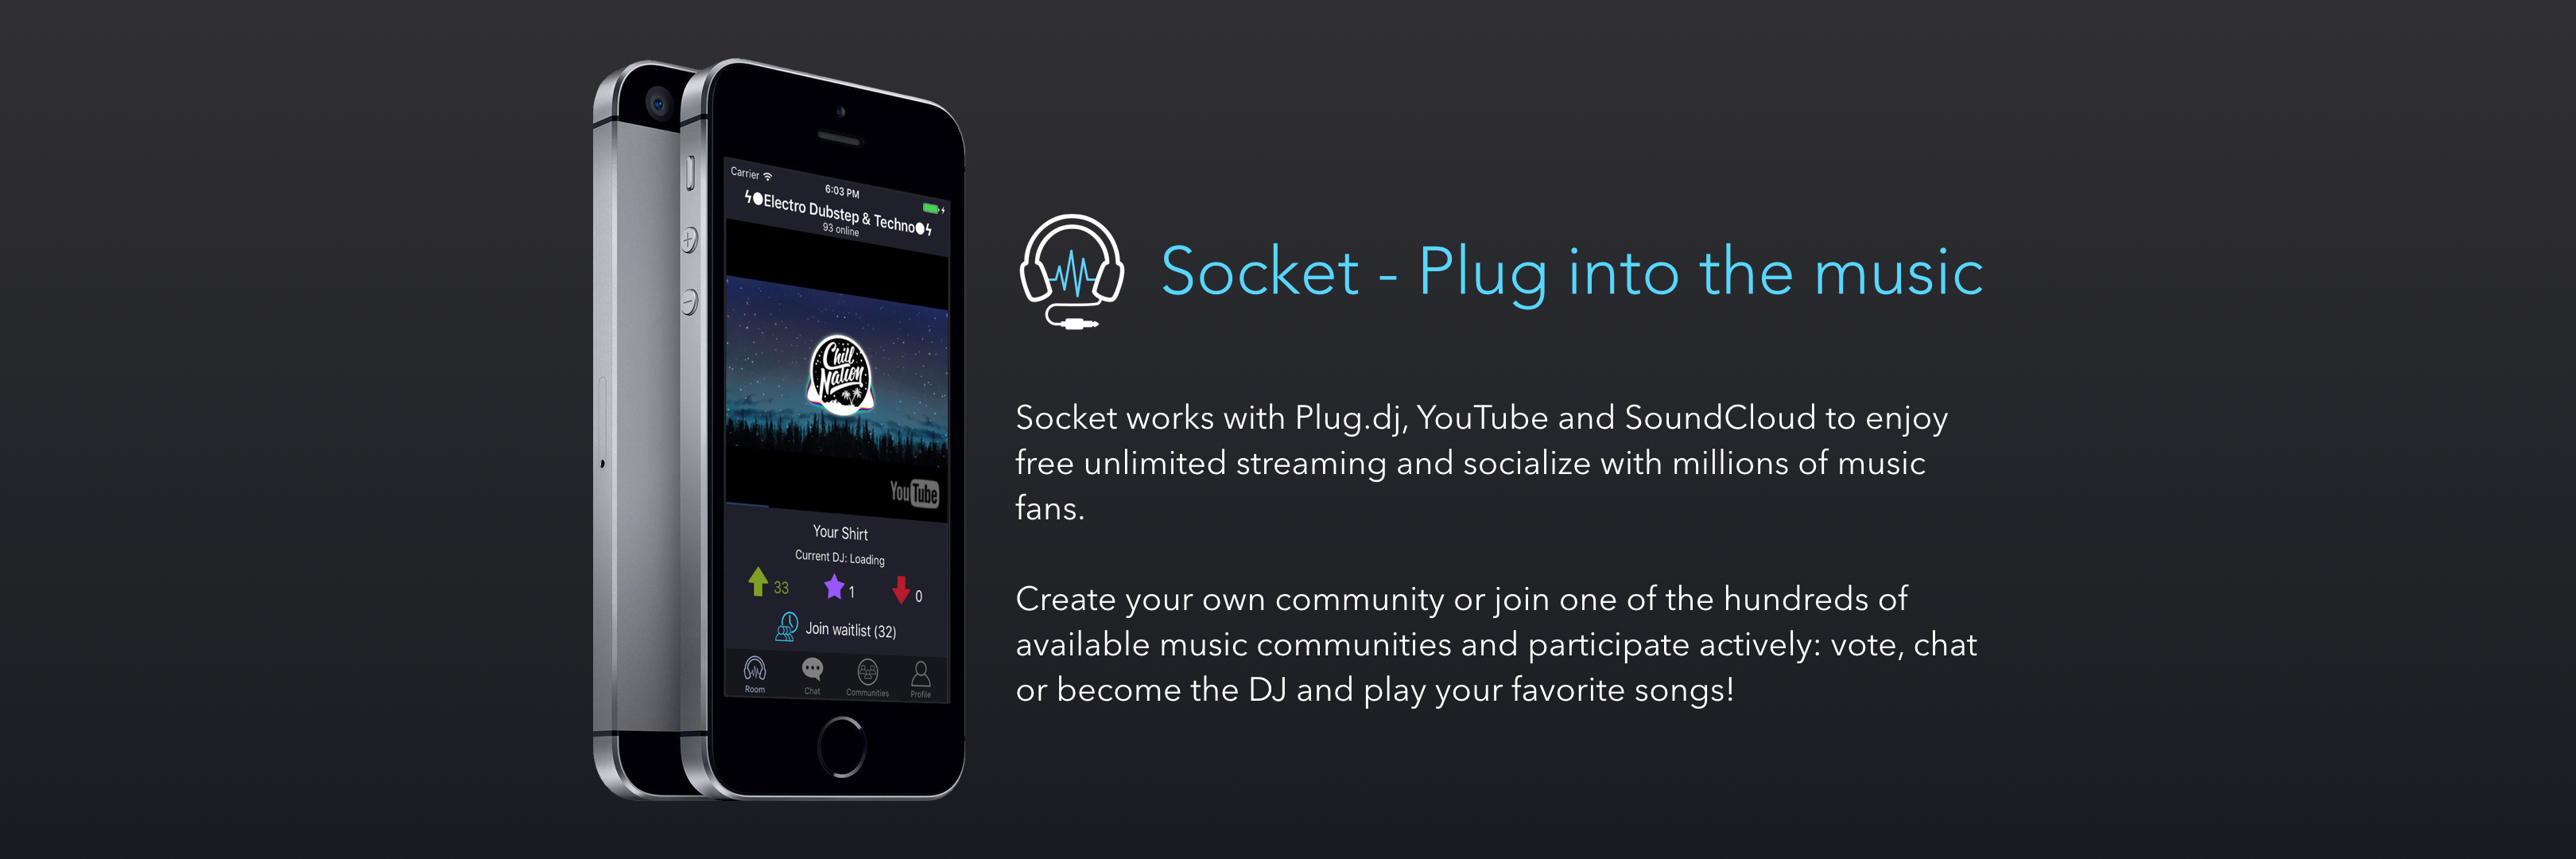 Carrier
6:03 PM
ϟ●Electro Dubstep & Techno●ϟ
93 online
Chill
Nation
YouTube
Your Shirt
Current DJ: Loading
33
1
0
Join waitlist (32)
Room
Chat
Communities
Profile
Socket - Plug into the music
Socket works with Plug.dj, YouTube and SoundCloud to enjoy
free unlimited streaming and socialize with millions of music
fans.
Create your own community or join one of the hundreds of
available music communities and participate actively: vote, chat
or become the DJ and play your favorite songs!